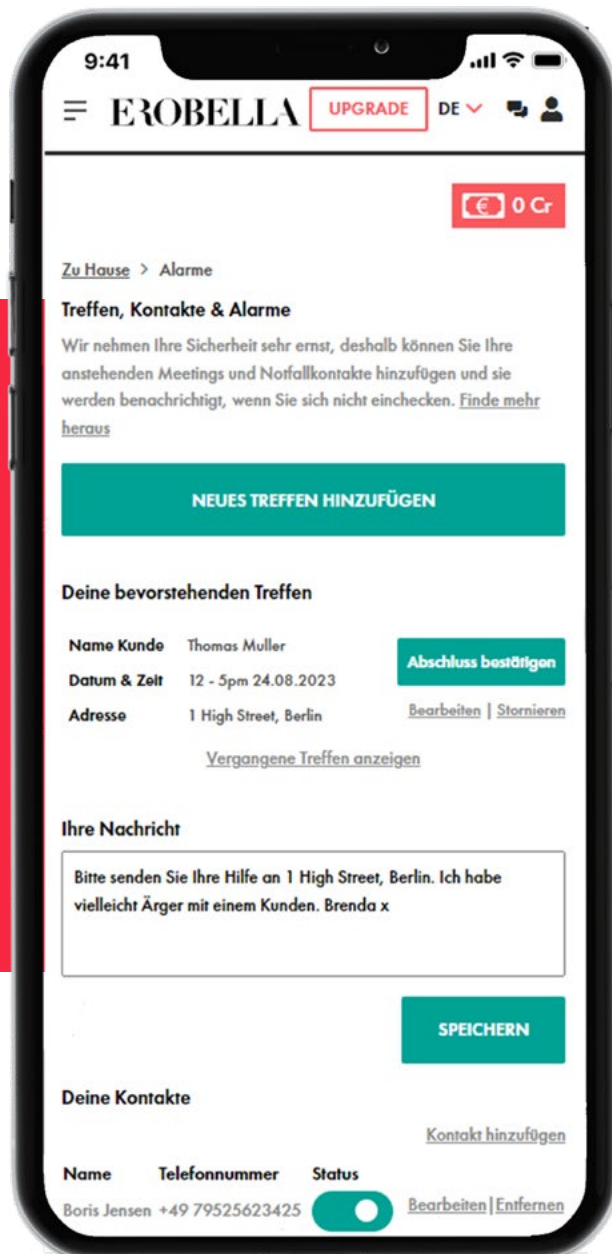 9:41
EROBELLA UPGRADE DE
€ 0 Cr
Zu Hause > Alarme
Treffen, Kontakte & Alarme
Wir nehmen Ihre Sicherheit sehr ernst, deshalb können Sie Ihre
anstehenden Meetings und Notfallkontakte hinzufügen und sie
werden benachrichtigt, wenn Sie sich nicht einchecken. Finde mehr
heraus
NEUES TREFFEN HINZUFÜGEN
Deine bevorstehenden Treffen
Name Kunde Thomas Muller
Abschluss bestätigen
Datum & Zeit 12 - 5pm 24.08.2023
Adresse 1 High Street, Berlin
Bearbeiten | Stornieren
Vergangene Treffen anzeigen
Ihre Nachricht
Bitte senden Sie Ihre Hilfe an 1 High Street, Berlin. Ich habe
vielleicht Ärger mit einem Kunden. Brenda x
SPEICHERN
Deine Kontakte
Kontakt hinzufügen
Name Telefonnummer Status
Boris Jensen +49 79525623425 Bearbeiten | Entfernen